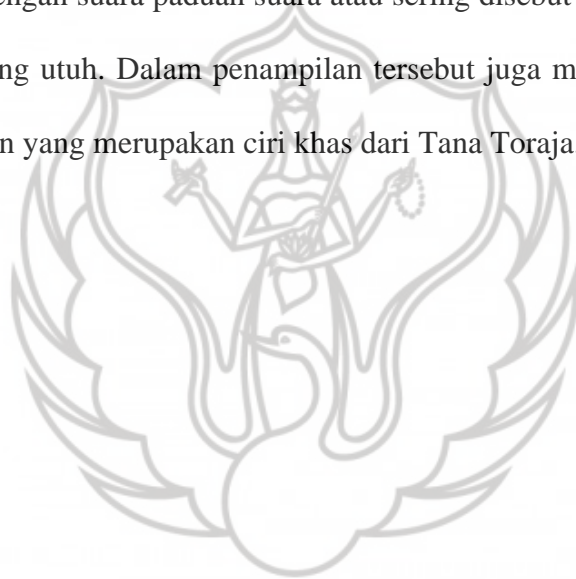 engan suara paduan suara atau sering disebut
ng utuh. Dalam penampilan tersebut juga m
n yang merupakan ciri khas dari Tana Toraja.